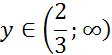 y ∈ (2/3; ∞)